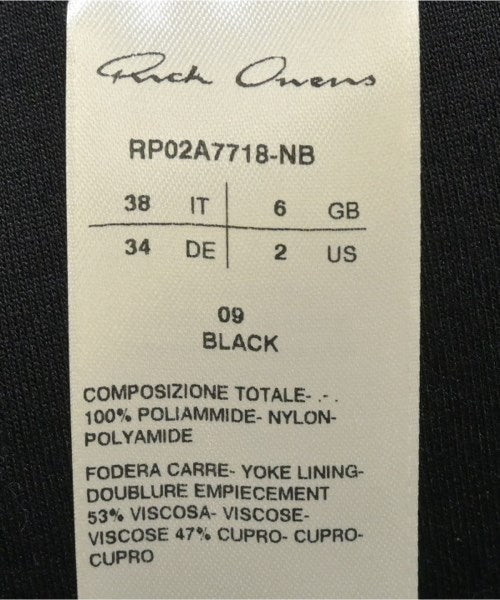 Rick Owens
RP02A7718-NB
38 IT 6 GB
34 DE 2 US
09
BLACK
COMPOSIZIONE TOTALE- .- .
100% POLIAMMIDE- NYLON-
POLYAMIDE
FODERA CARRE- YOKE LINING-
DOUBLURE EMPIECEMENT
53% VISCOSA- VISCOSE-
VISCOSE 47% CUPRO- CUPRO-
CUPRO